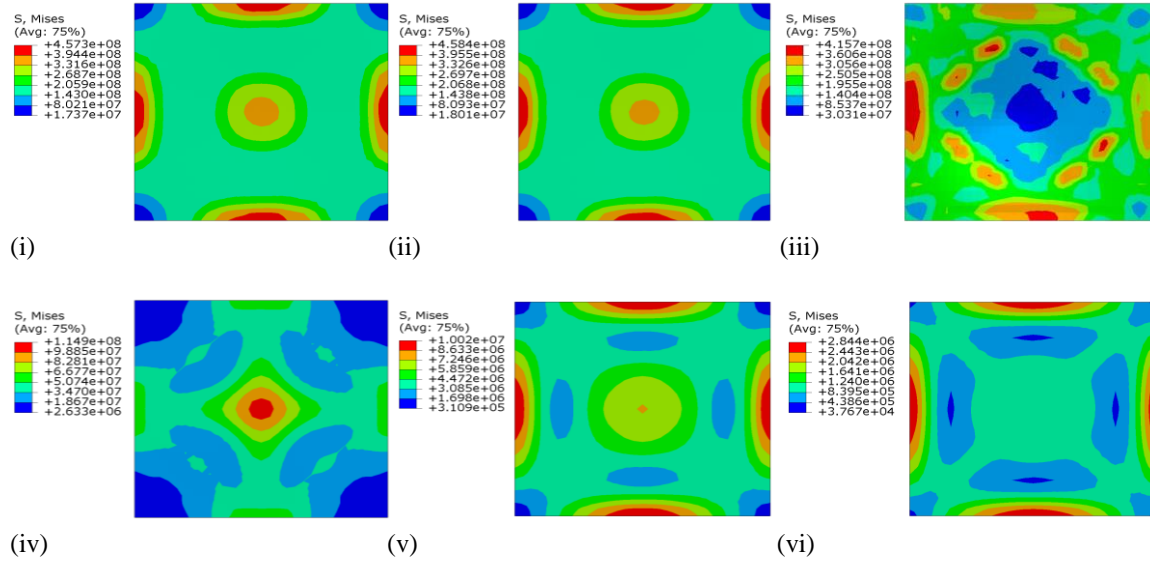 S, Mises
(Avg: 75%)
+4.573e+08
+3.944e+08
+3.316e+08
+2.687e+08
+2.059e+08
+1.430e+08
+8.021e+07
+1.737e+07
(i)
S, Mises
(Avg: 75%)
+4.584e+08
+3.955e+08
+3.326e+08
+2.697e+08
+2.068e+08
+1.438e+08
+8.093e+07
+1.801e+07
(ii)
S, Mises
(Avg: 75%)
+4.157e+08
+3.606e+08
+3.056e+08
+2.505e+08
+1.955e+08
+1.404e+08
+8.537e+07
+3.031e+07
(iii)
S, Mises
(Avg: 75%)
+1.149e+08
+9.885e+07
+8.281e+07
+6.677e+07
+5.074e+07
+3.470e+07
+1.867e+07
+2.633e+06
(iv)
S, Mises
(Avg: 75%)
+1.002e+07
+8.633e+06
+7.246e+06
+5.859e+06
+4.472e+06
+3.085e+06
+1.698e+06
+3.109e+05
(v)
S, Mises
(Avg: 75%)
+2.844e+06
+2.443e+06
+2.042e+06
+1.641e+06
+1.240e+06
+8.395e+05
+4.386e+05
+3.767e+04
(vi)